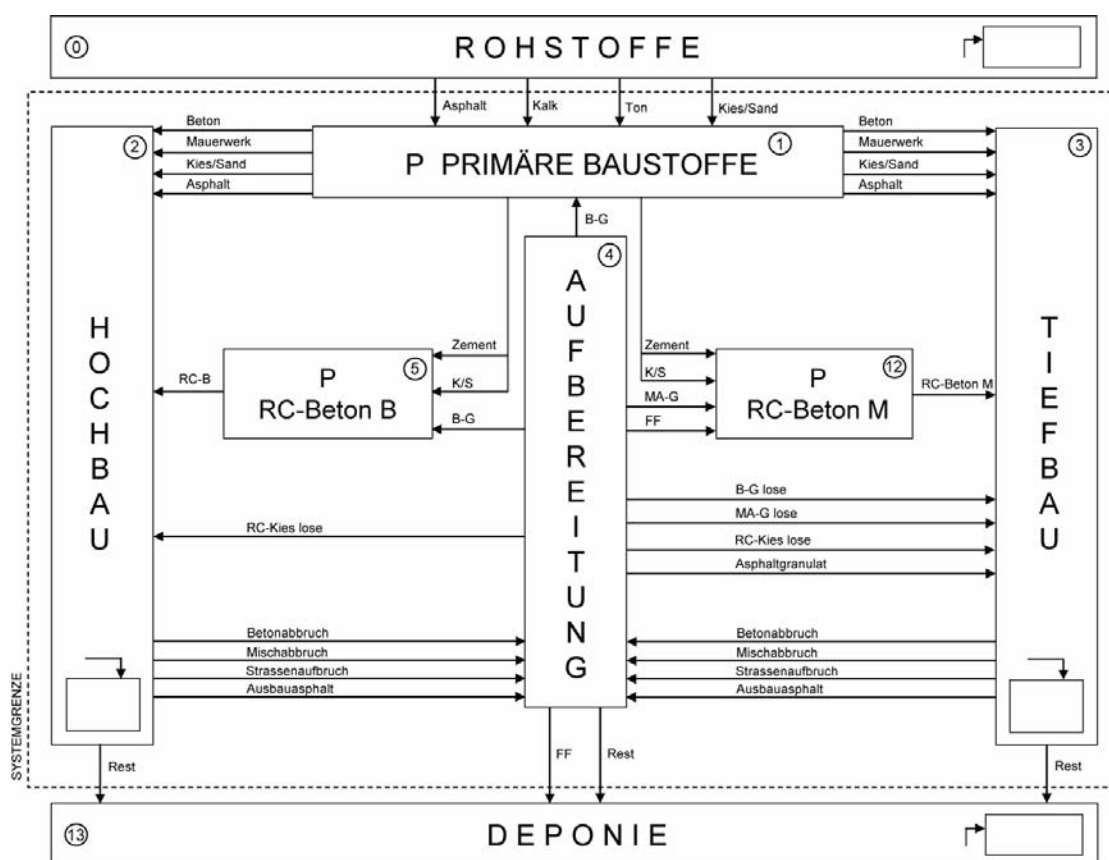 0
ROHSTOFFE
Asphalt
Kalk
Ton
Kies/Sand
2
Beton
Mauerwerk
Kies/Sand
Asphalt
1
P PRIMÄRE BAUSTOFFE
Beton
Mauerwerk
Kies/Sand
Asphalt
3
B-G
4
AUFBEREITUNG
HOCHBAU
TIEFBAU
Zement
K/S
B-G
5
P
RC-Beton B
RC-B
Zement
K/S
MA-G
FF
12
P
RC-Beton M
RC-Beton M
RC-Kies lose
B-G lose
MA-G lose
RC-Kies lose
Asphaltgranulat
Betonabbruch
Mischabbruch
Strassenaufbruch
Ausbauasphalt
Betonabbruch
Mischabbruch
Strassenaufbruch
Ausbauasphalt
SYSTEMGRENZE
Rest
FF
Rest
Rest
13
DEPONIE